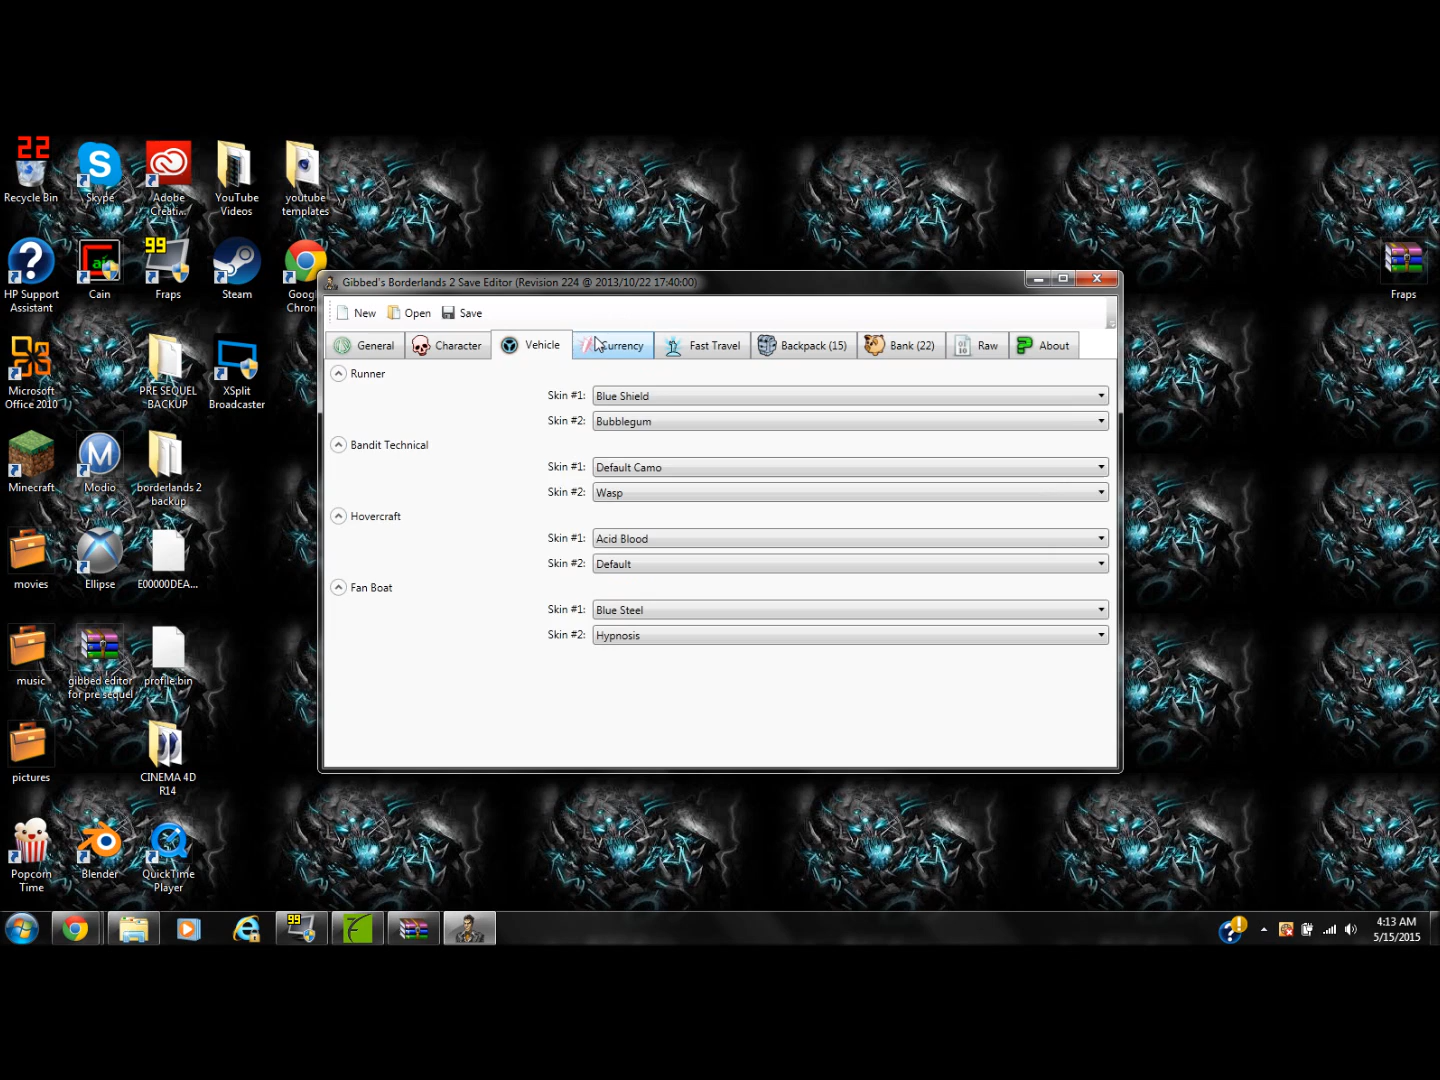 22
Recycle Bin
Skype
Adobe
Creati...
YouTube
Videos
youtube
templates
HP Support
Assistant
Cain
99
Fraps
Steam
Googl
Chron
Fraps
Gibbed's Borderlands 2 Save Editor (Revision 224 @ 2013/10/22 17:40:00)
New
Open
Save
General
Character
Vehicle
Currency
Fast Travel
Backpack (15)
Bank (22)
Raw
About
Runner
Skin #1: Blue Shield
Skin #2: Bubblegum
Bandit Technical
Skin #1: Default Camo
Skin #2: Wasp
Hovercraft
Skin #1: Acid Blood
Skin #2: Default
Fan Boat
Skin #1: Blue Steel
Skin #2: Hypnosis
Microsoft
Office 2010
PRE SEQUEL
BACKUP
XSplit
Broadcaster
Minecraft
Modio
borderlands 2
backup
movies
Ellipse
E00000DEA...
music
gibbed editor
for pre sequel
profile.bin
pictures
CINEMA 4D
R14
Popcorn
Time
Blender
QuickTime
Player
99
4:13 AM
5/15/2015